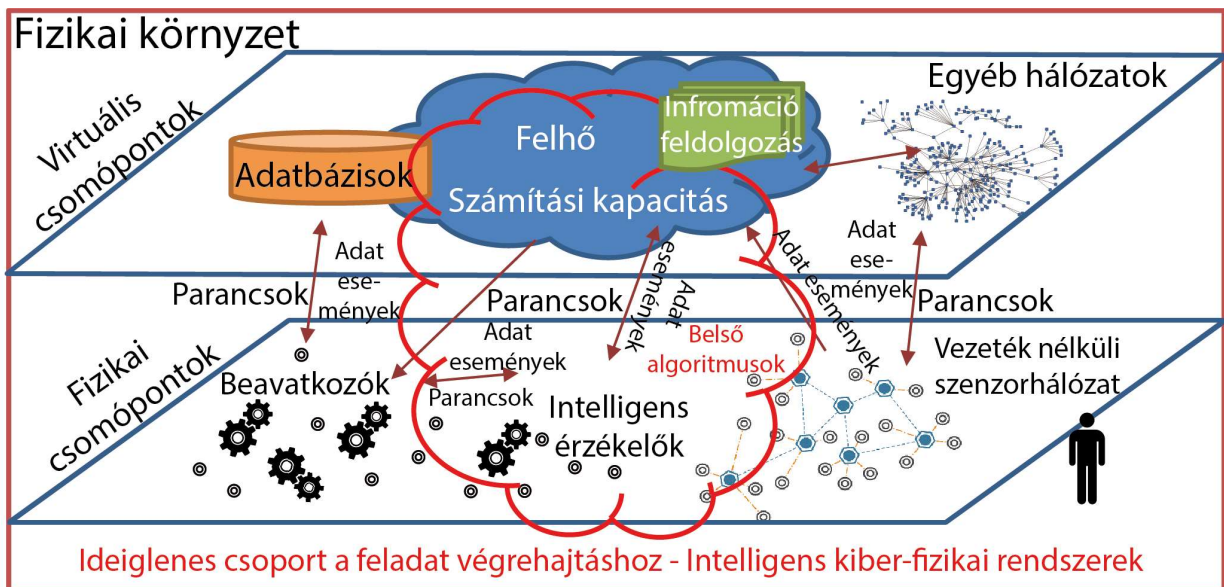 Fizikai környzet
Virtuális
csomópontok
Egyéb hálózatok
Infromáció
feldolgozás
Felhő
Adatbázisok
Számítási kapacitás
Parancsok
Adat
ese-
mények
Parancsok
Adat
események
Adat események
Adat
ese-
mények
Parancsok
Fizikai
csomópontok
Beavatkozók
Adat
események
Parancsok
Belső
algoritmusok
Intelligens
érzékelők
Vezeték nélküli
szenzorhálózat
Ideiglenes csoport a feladat végrehajtáshoz - Intelligens kiber-fizikai rendszerek